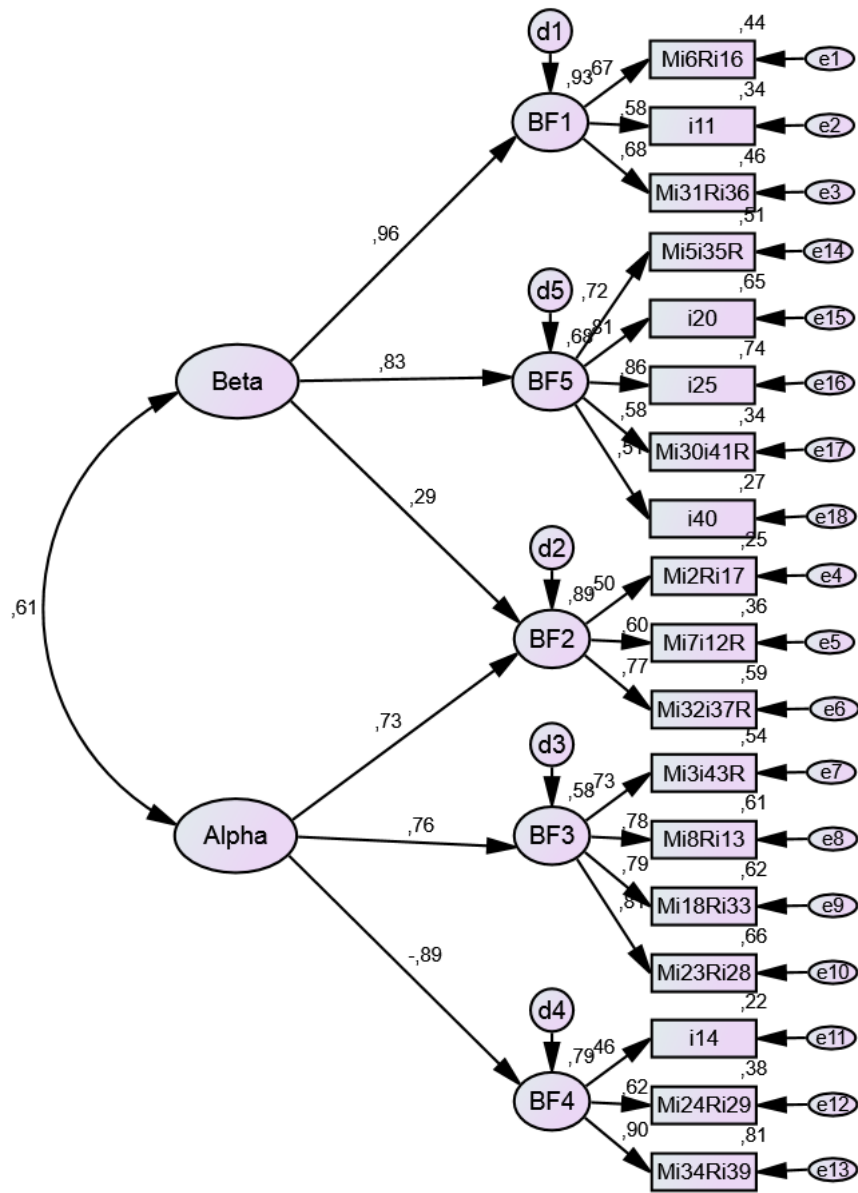 d1
,44
,93
,67
Mi6Ri16
e1
,34
BF1
,58
i11
e2
,46
,68
Mi31Ri36
e3
,96
,51
Mi5i35R
e14
d5
,72
,65
,68
,81
i20
e15
,74
Beta
,83
BF5
,86
i25
e16
,34
,58
Mi30i41R
e17
,51
,27
i40
e18
,29
,25
d2
,89
,50
Mi2Ri17
e4
,36
,61
BF2
,60
Mi7i12R
e5
,59
,77
Mi32i37R
e6
,73
,54
d3
,58
,73
Mi3i43R
e7
,61
Alpha
,76
BF3
,78
Mi8Ri13
e8
,62
,79
Mi18Ri33
e9
,81
,66
Mi23Ri28
e10
-,89
,22
d4
,79
,46
i14
e11
,38
BF4
,62
Mi24Ri29
e12
,81
,90
Mi34Ri39
e13